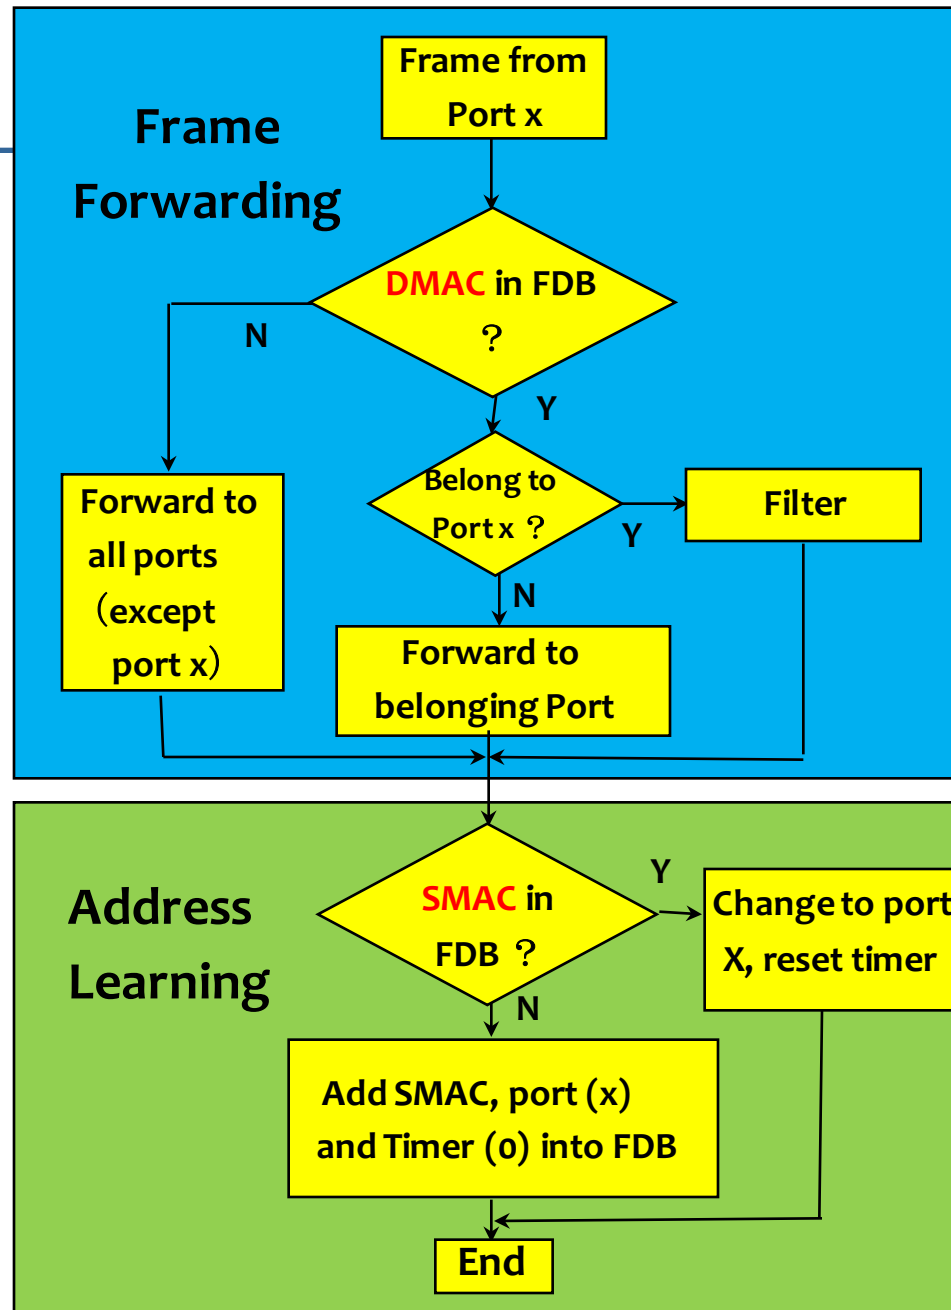 Frame from
Port x
Frame
Forwarding
DMAC in FDB
？
N
Y
Belong to
Port x ？
Y
Filter
N
Forward to
all ports
（except
port x）
Forward to
belonging Port
Address
Learning
SMAC in
FDB ？
Y
Change to port
X, reset timer
N
Add SMAC, port (x)
and Timer (0) into FDB
End